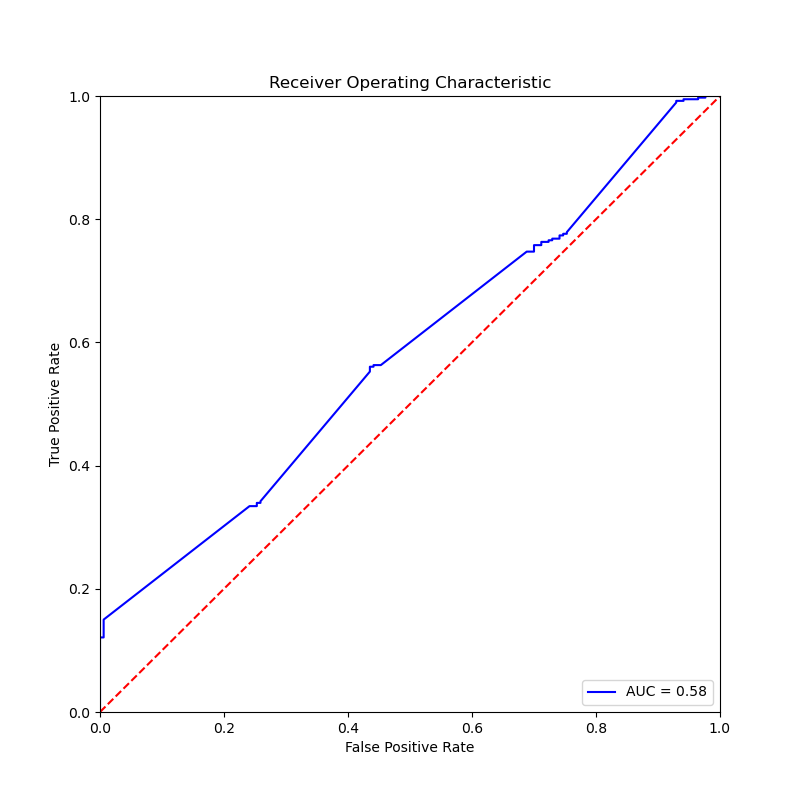 Receiver Operating Characteristic
1.0
0.8
0.6
0.4
0.2
0.0
True Positive Rate
AUC = 0.58
0.0 0.2 0.4 0.6 0.8 1.0
False Positive Rate